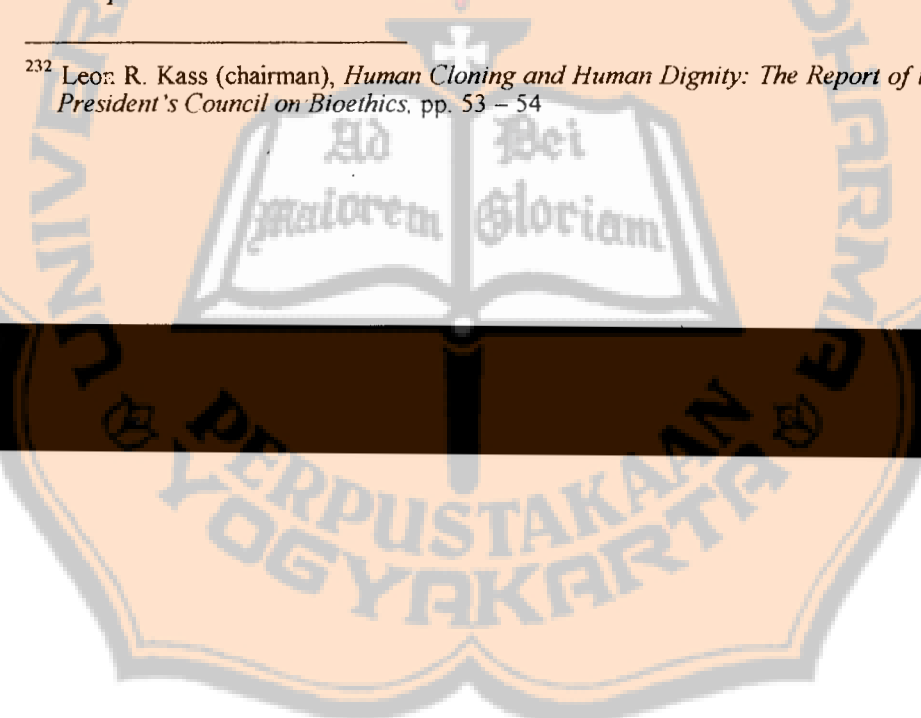 232 Leon R. Kass (chairman), Human Cloning and Human Dignity: The Report of
President's Council on Bioethics, pp. 53 – 54
Ad Dei
maiorem Gloriam
PERPUSTAKAAN
YOGYAKARTA